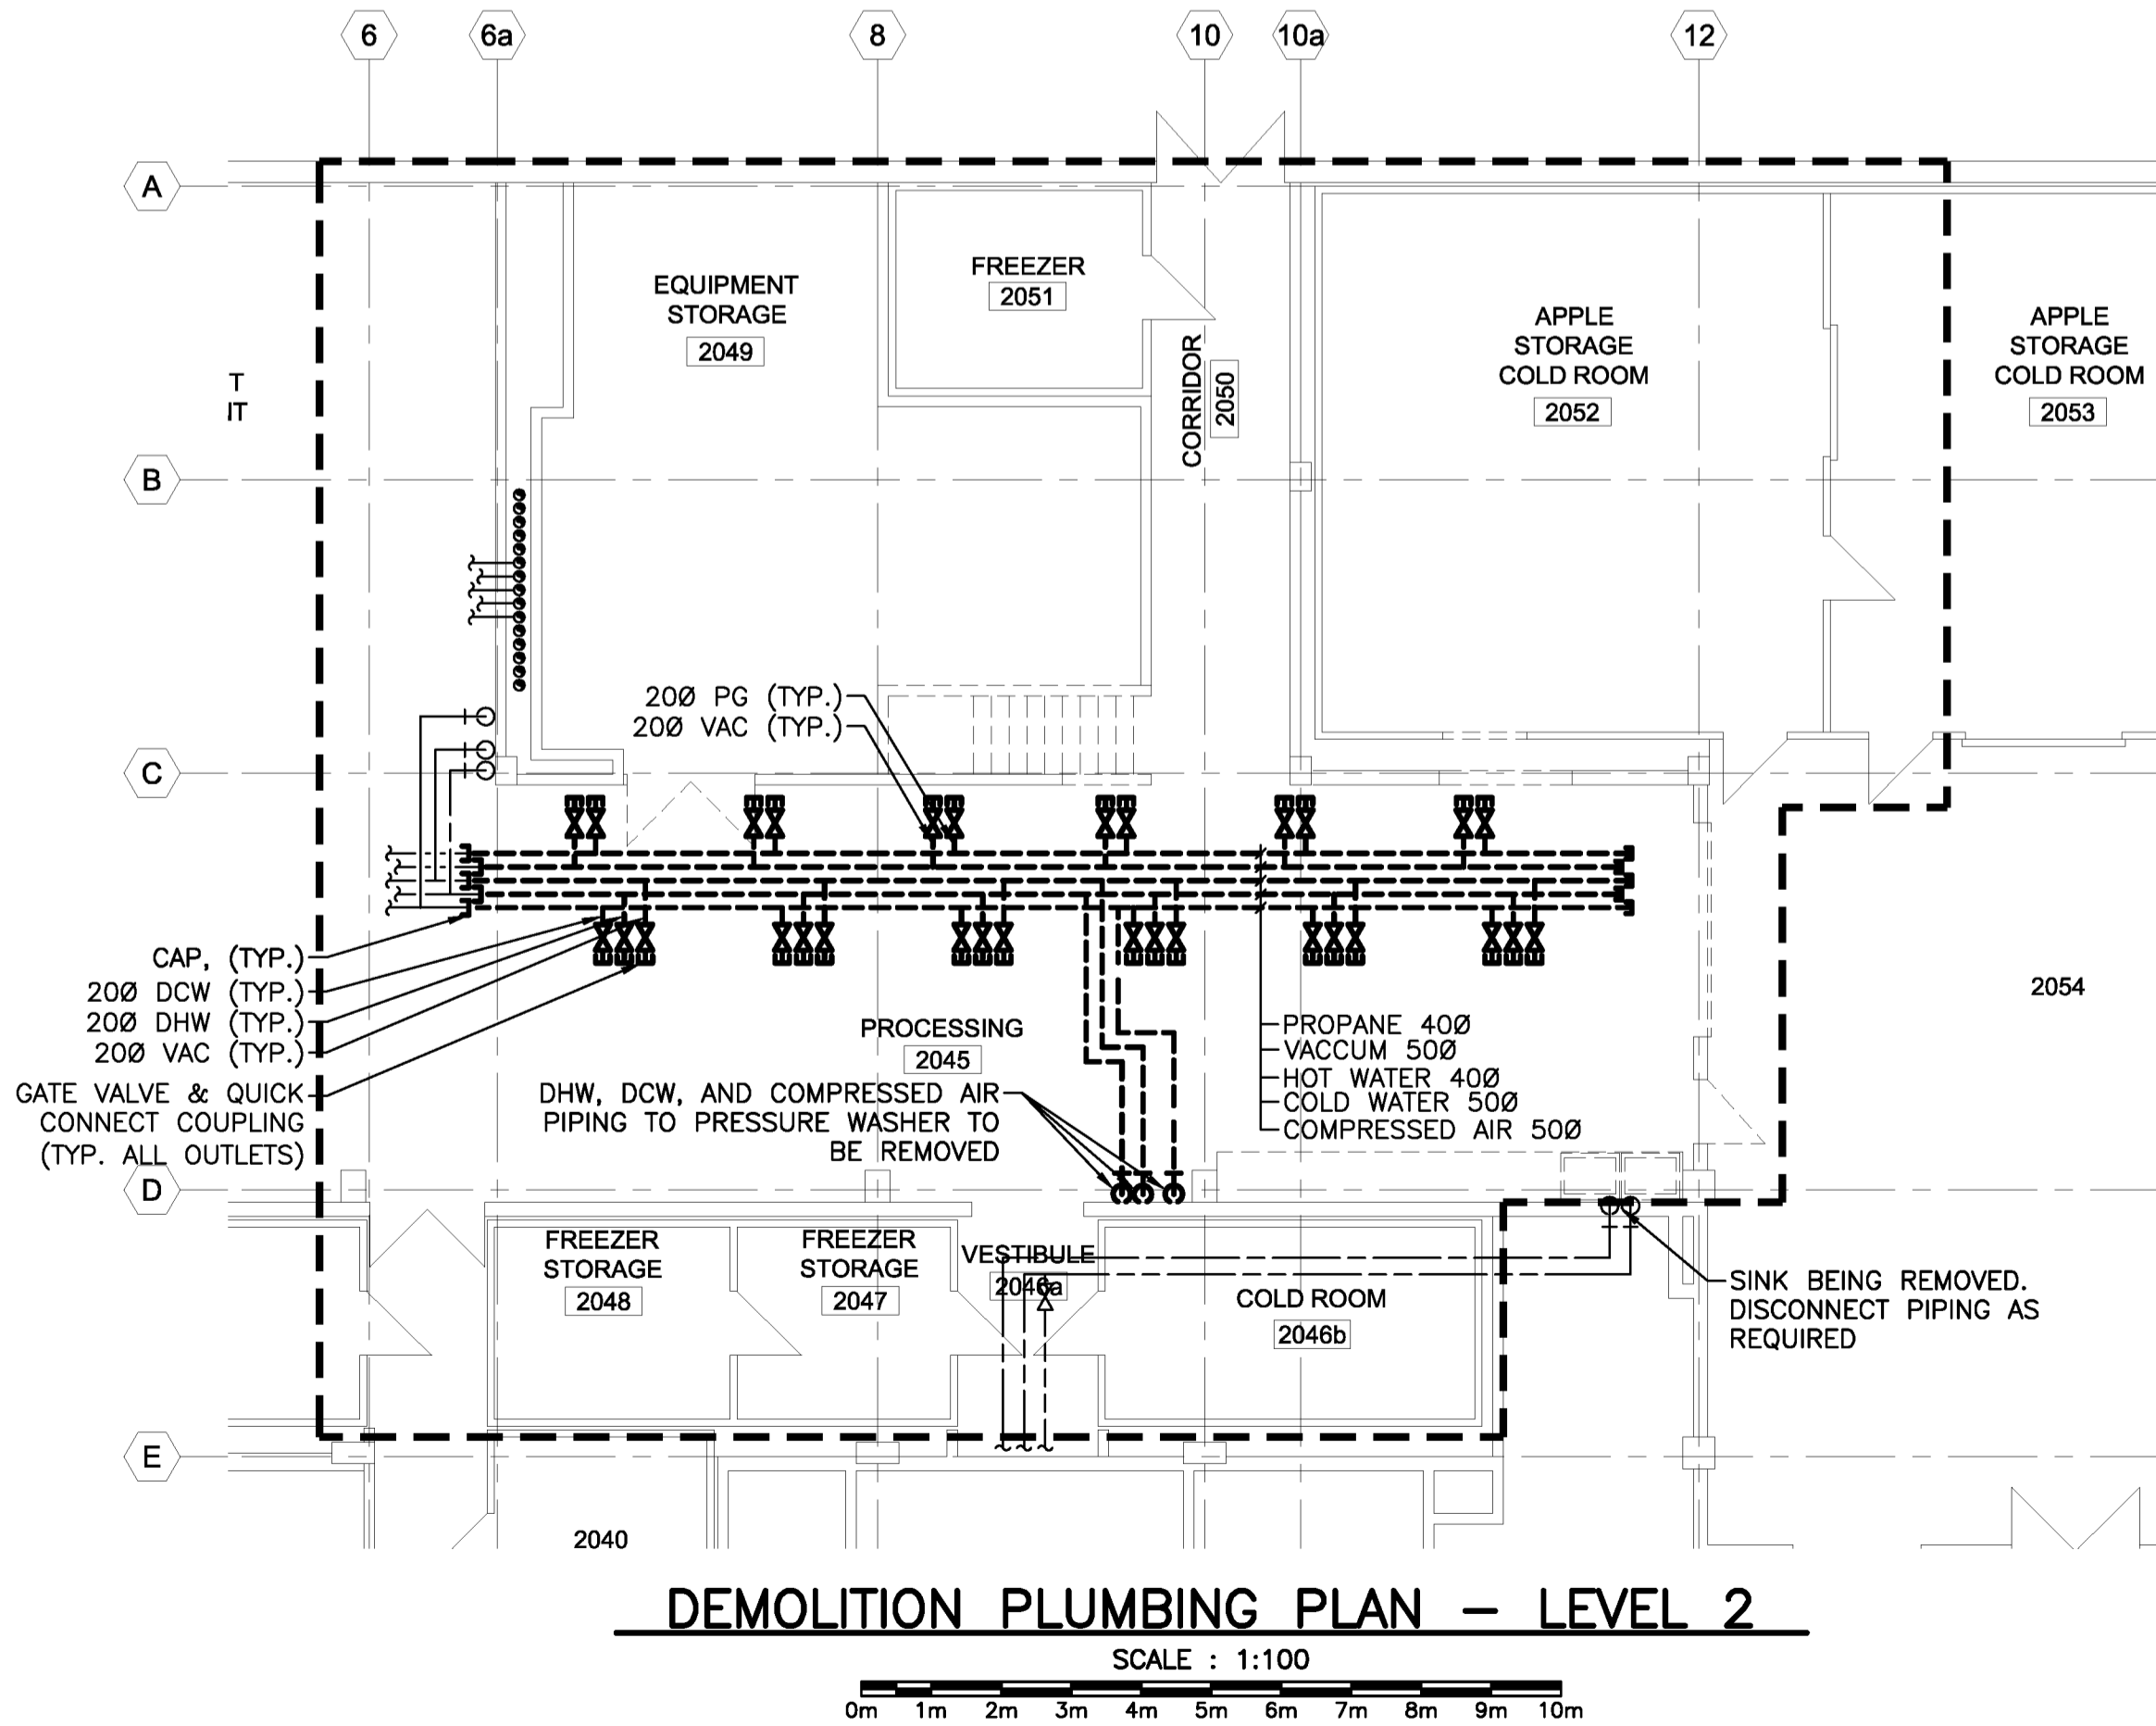 6
6a
8
10
10a
12
A
EQUIPMENT
STORAGE
2049
FREEZER
2051
CORRIDOR
2050
APPLE
STORAGE
COLD ROOM
2052
APPLE
STORAGE
COLD ROOM
2053
T
IT
B
200 PG (TYP.)
200 VAC (TYP.)
C
CAP, (TYP.)
20Ø DCW (TYP.)
20Ø DHW (TYP.)
20Ø VAC (TYP.)
GATE VALVE & QUICK
CONNECT COUPLING
(TYP. ALL OUTLETS)
PROCESSING
2045
DHW, DCW, AND COMPRESSED AIR
PIPING TO PRESSURE WASHER TO
BE REMOVED
PROPANE 40Ø
VACCUM 50Ø
HOT WATER 40Ø
COLD WATER 50Ø
COMPRESSED AIR 50Ø
2054
D
FREEZER
STORAGE
2048
FREEZER
STORAGE
2047
VESTIBULE
2046a
COLD ROOM
2046b
SINK BEING REMOVED.
DISCONNECT PIPING AS
REQUIRED
E
2040
DEMOLITION PLUMBING PLAN – LEVEL 2
SCALE : 1:100
0m 1m 2m 3m 4m 5m 6m 7m 8m 9m 10m